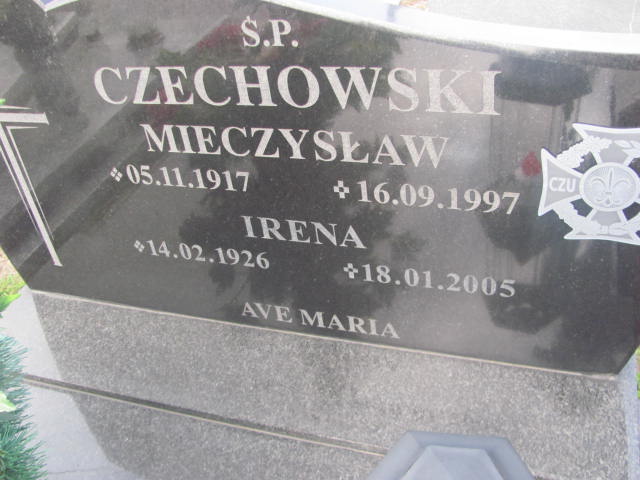 Ś.P.
CZECHOWSKI
MIECZYSŁAW
05.11.1917 16.09.1997
IRENA
14.02.1926 18.01.2005
AVE MARIA
CZU